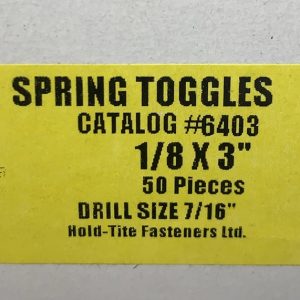 SPRING TOGGLES
CATALOG #6403
1/8 X 3"
50 Pieces
DRILL SIZE 7/16"
Hold-Tite Fasteners Ltd.